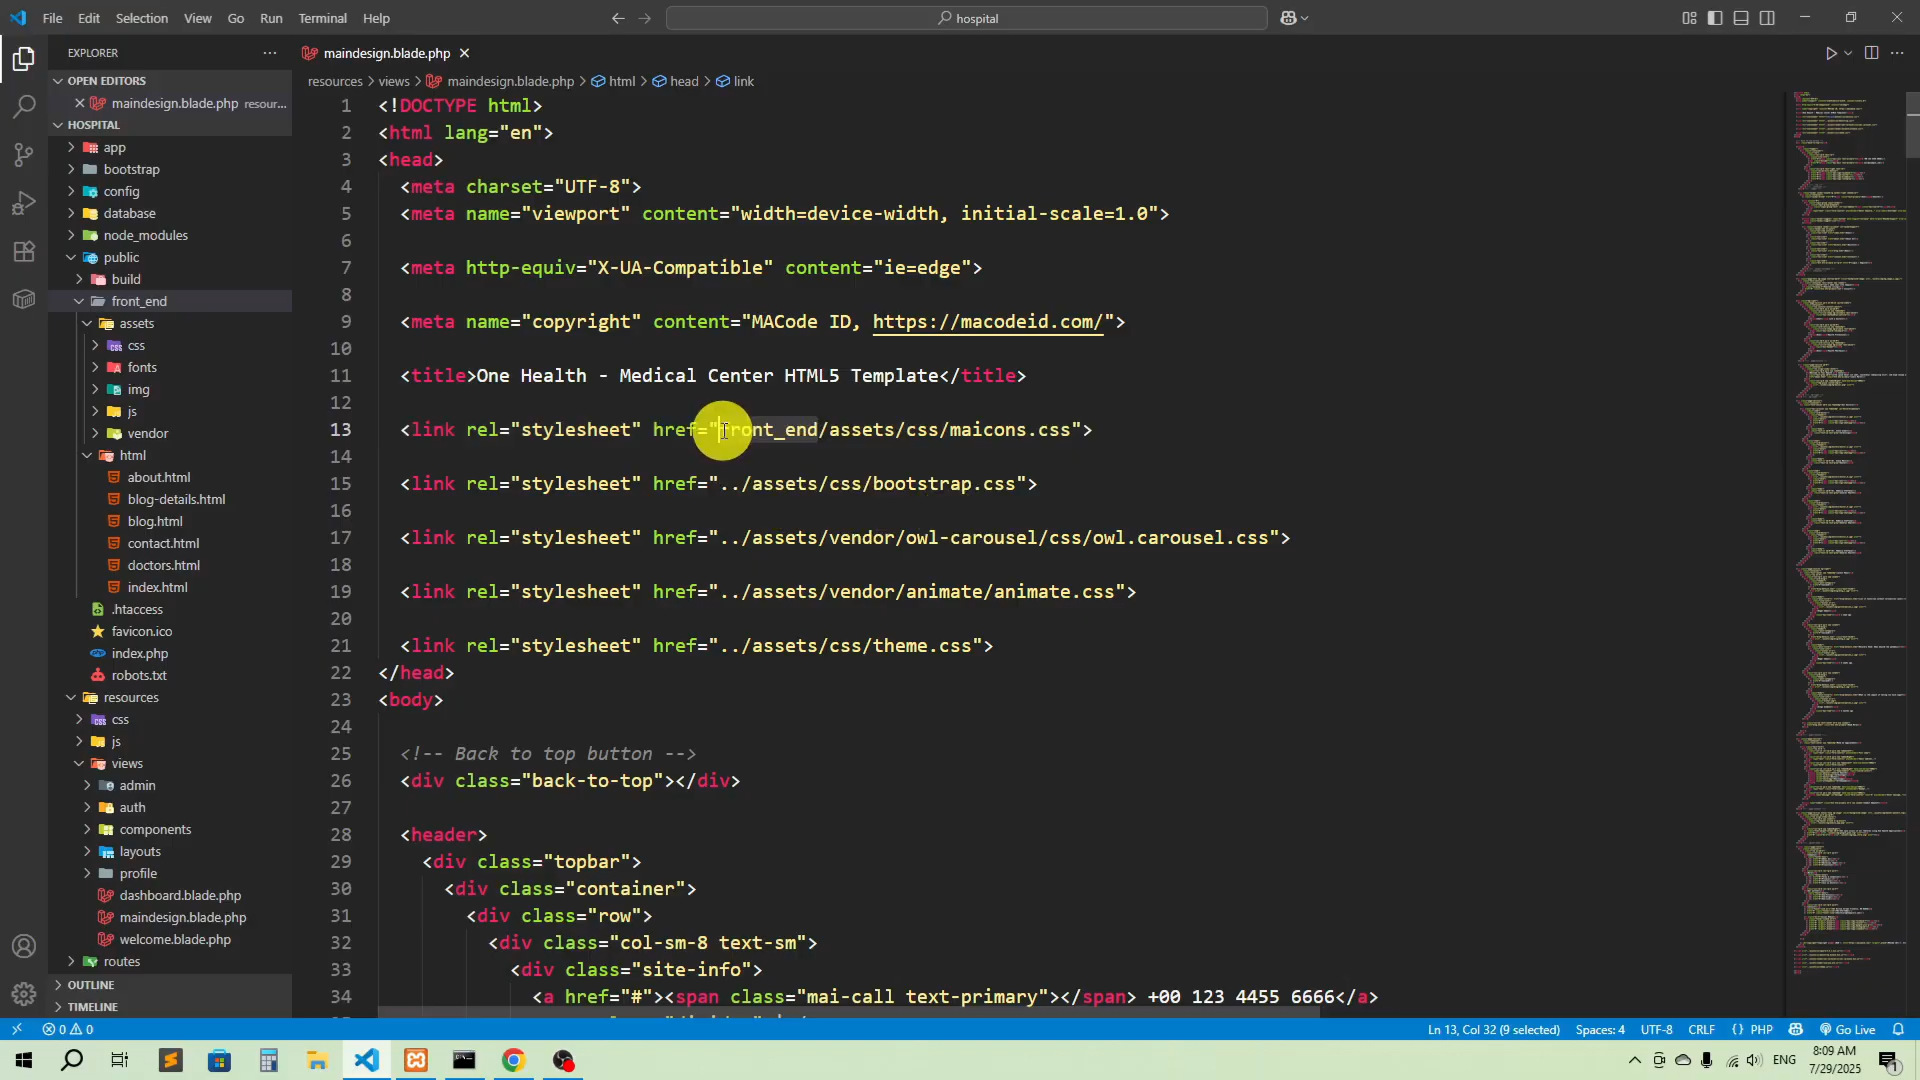 File Edit Selection View Go Run Terminal Help
hospital
EXPLORER
OPEN EDITORS
maindesign.blade.php resour...
HOSPITAL
app
bootstrap
config
database
node_modules
public
build
front_end
assets
css
fonts
img
js
vendor
html
about.html
blog-details.html
blog.html
contact.html
doctors.html
index.html
.htaccess
favicon.ico
index.php
robots.txt
resources
css
js
views
admin
auth
components
layouts
profile
dashboard.blade.php
maindesign.blade.php
welcome.blade.php
routes
OUTLINE
TIMELINE
maindesign.blade.php
resources > views > maindesign.blade.php > html > head > link
1 <!DOCTYPE html>
2 <html lang="en">
3 <head>
4 <meta charset="UTF-8">
5 <meta name="viewport" content="width=device-width, initial-scale=1.0">
6
7 <meta http-equiv="X-UA-Compatible" content="ie=edge">
8
9 <meta name="copyright" content="MACode ID, https://macodeid.com/">
10
11 <title>One Health - Medical Center HTML5 Template</title>
12
13 <link rel="stylesheet" href="front_end/assets/css/maicons.css">
14
15 <link rel="stylesheet" href="../assets/css/bootstrap.css">
16
17 <link rel="stylesheet" href="../assets/vendor/owl-carousel/css/owl.carousel.css">
18
19 <link rel="stylesheet" href="../assets/vendor/animate/animate.css">
20
21 <link rel="stylesheet" href="../assets/css/theme.css">
22 </head>
23 <body>
24
25 <!-- Back to top button -->
26 <div class="back-to-top"></div>
27
28 <header>
29 <div class="topbar">
30 <div class="container">
31 <div class="row">
32 <div class="col-sm-8 text-sm">
33 <div class="site-info">
34 <a href="#"><span class="mai-call text-primary"></span> +00 123 4455 6666</a>
0 0 Ln 13, Col 32 (9 selected) Spaces: 4 UTF-8 CRLF {} PHP Go Live
ENG 8:09 AM
7/29/2025
1